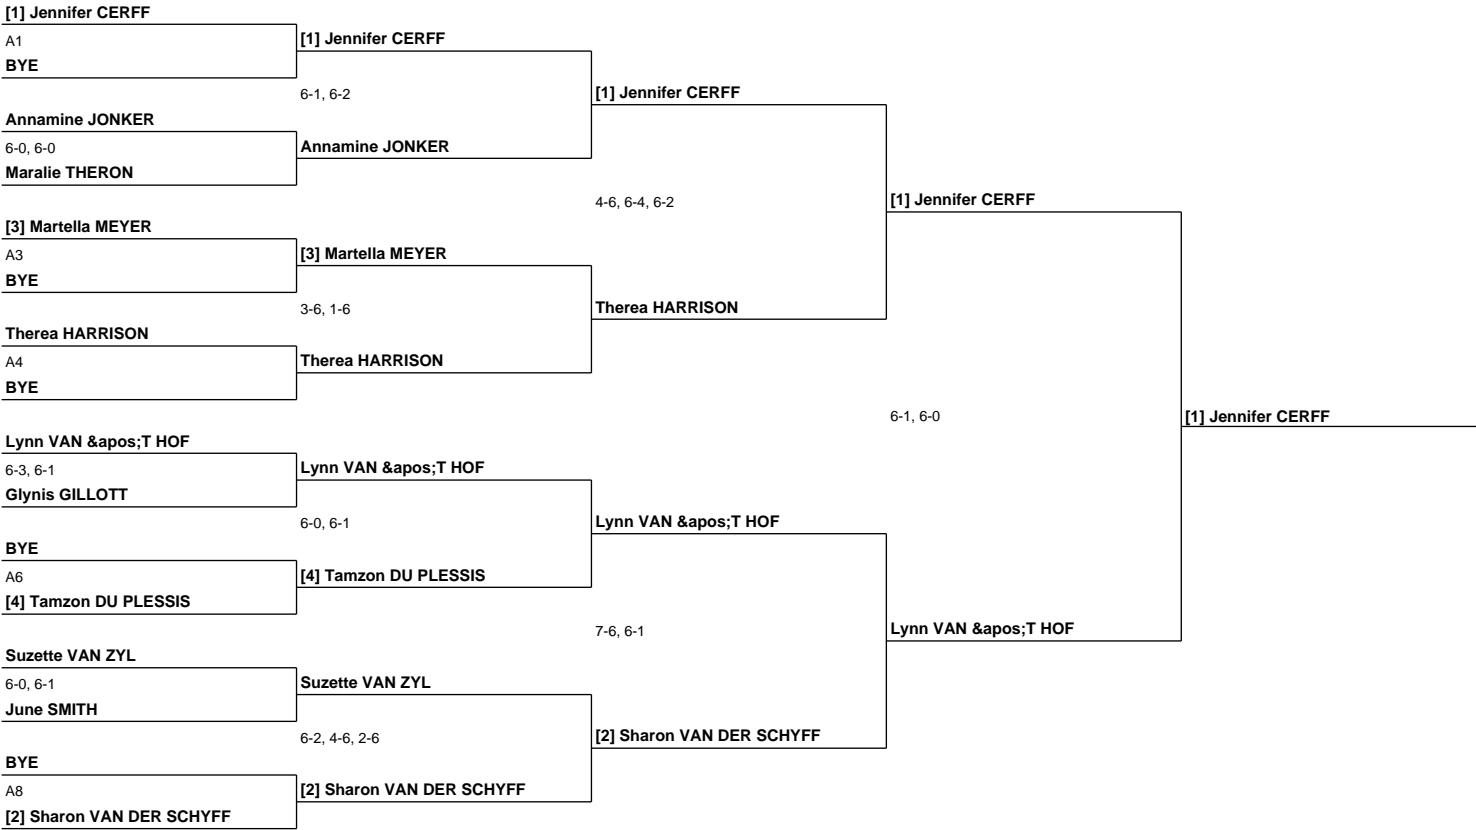 [1] Jennifer CERFF
A1
BYE
Annamine JONKER
6-0, 6-0
Maralie THERON
[3] Martella MEYER
A3
BYE
Therea HARRISON
A4
BYE
Lynn VAN &apos;T HOF
6-3, 6-1
Glynis GILLOTT
BYE
A6
[4] Tamzon DU PLESSIS
Suzette VAN ZYL
6-0, 6-1
June SMITH
BYE
A8
[2] Sharon VAN DER SCHYFF
[1] Jennifer CERFF
6-1, 6-2
Annamine JONKER
[3] Martella MEYER
3-6, 1-6
Therea HARRISON
Lynn VAN &apos;T HOF
6-0, 6-1
[4] Tamzon DU PLESSIS
Suzette VAN ZYL
6-2, 4-6, 2-6
[2] Sharon VAN DER SCHYFF
[1] Jennifer CERFF
4-6, 6-4, 6-2
Therea HARRISON
Lynn VAN &apos;T HOF
7-6, 6-1
[2] Sharon VAN DER SCHYFF
[1] Jennifer CERFF
6-1, 6-0
Lynn VAN &apos;T HOF
[1] Jennifer CERFF